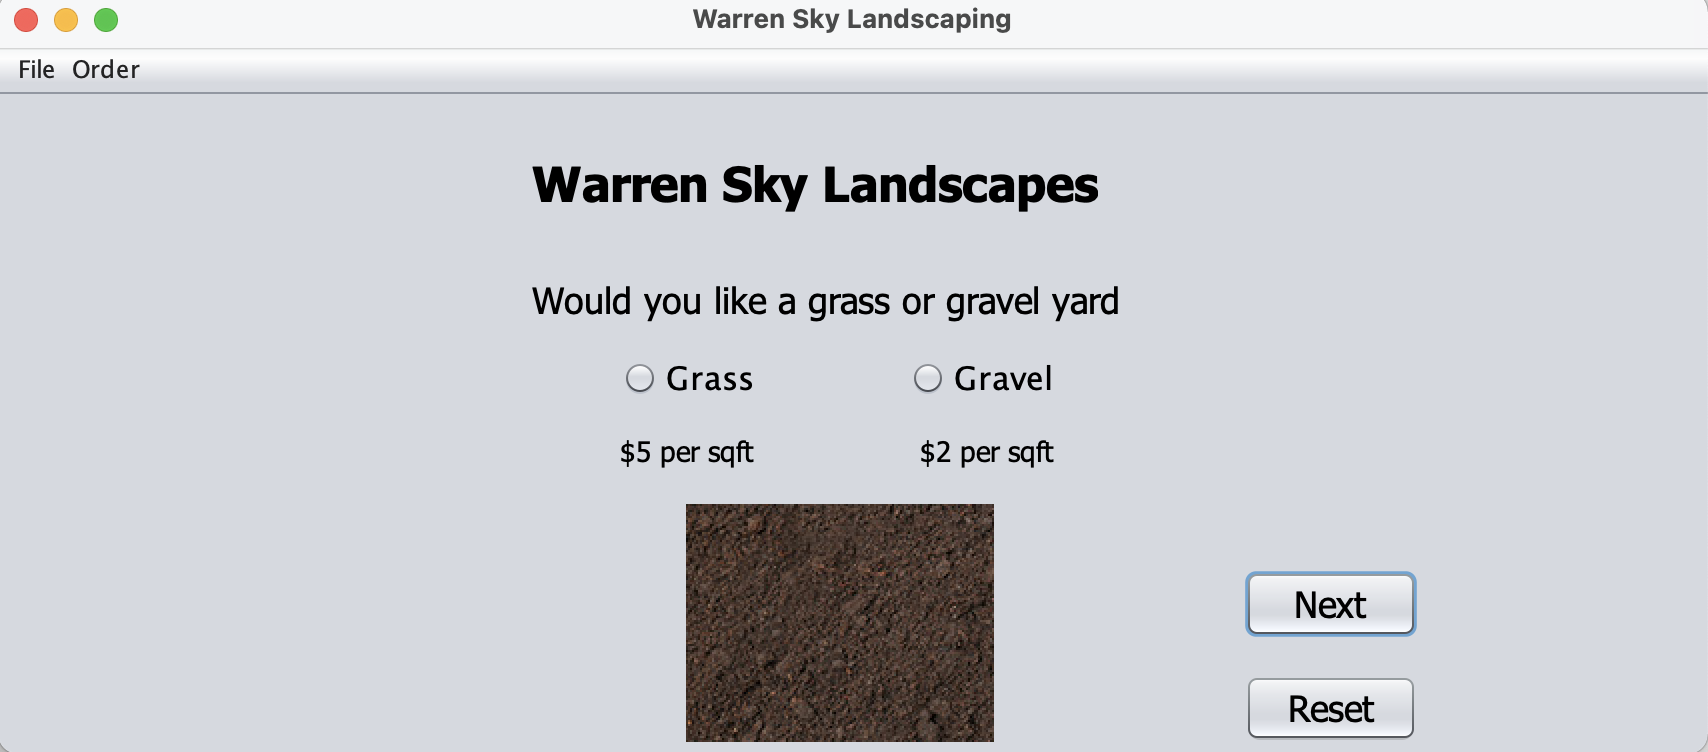 Warren Sky Landscaping
File Order
Warren Sky Landscapes
Would you like a grass or gravel yard
Grass Gravel
$5 per sqft $2 per sqft
Next
Reset